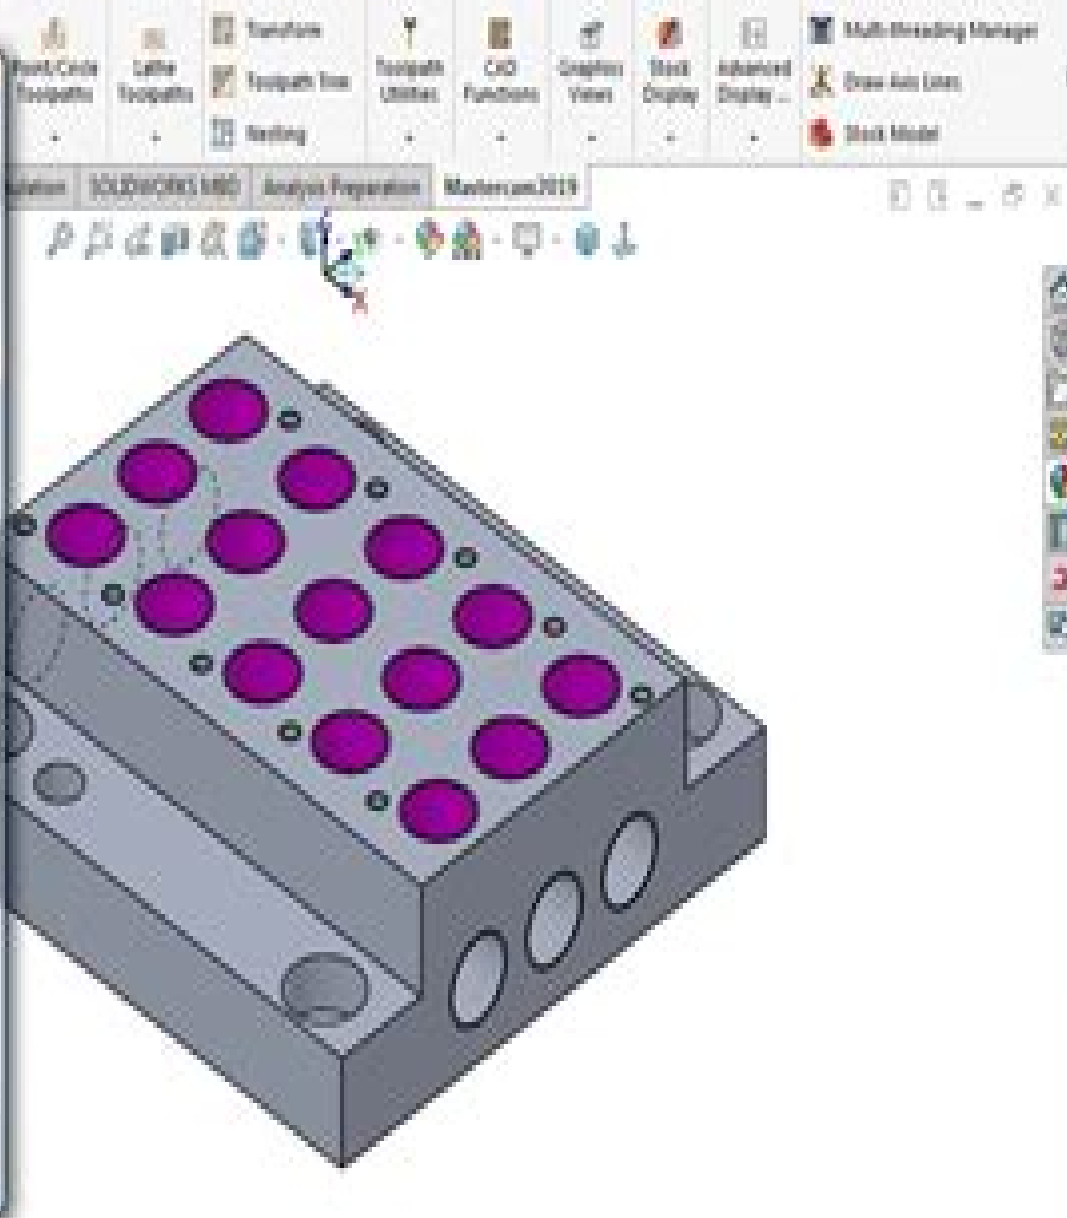 Point/Circle Toolpaths
Lathe Toolpaths
Transform
Toolpath Tree
Nesting
Toolpath Utilities
CAD Functions
Graphics Views
Stock Display
Advanced Display ...
Multi-threading Manager
Draw Axis Lines
Stock Model
SOLIDWORKS MBD
Analysis Preparation
Mastercam2019
X